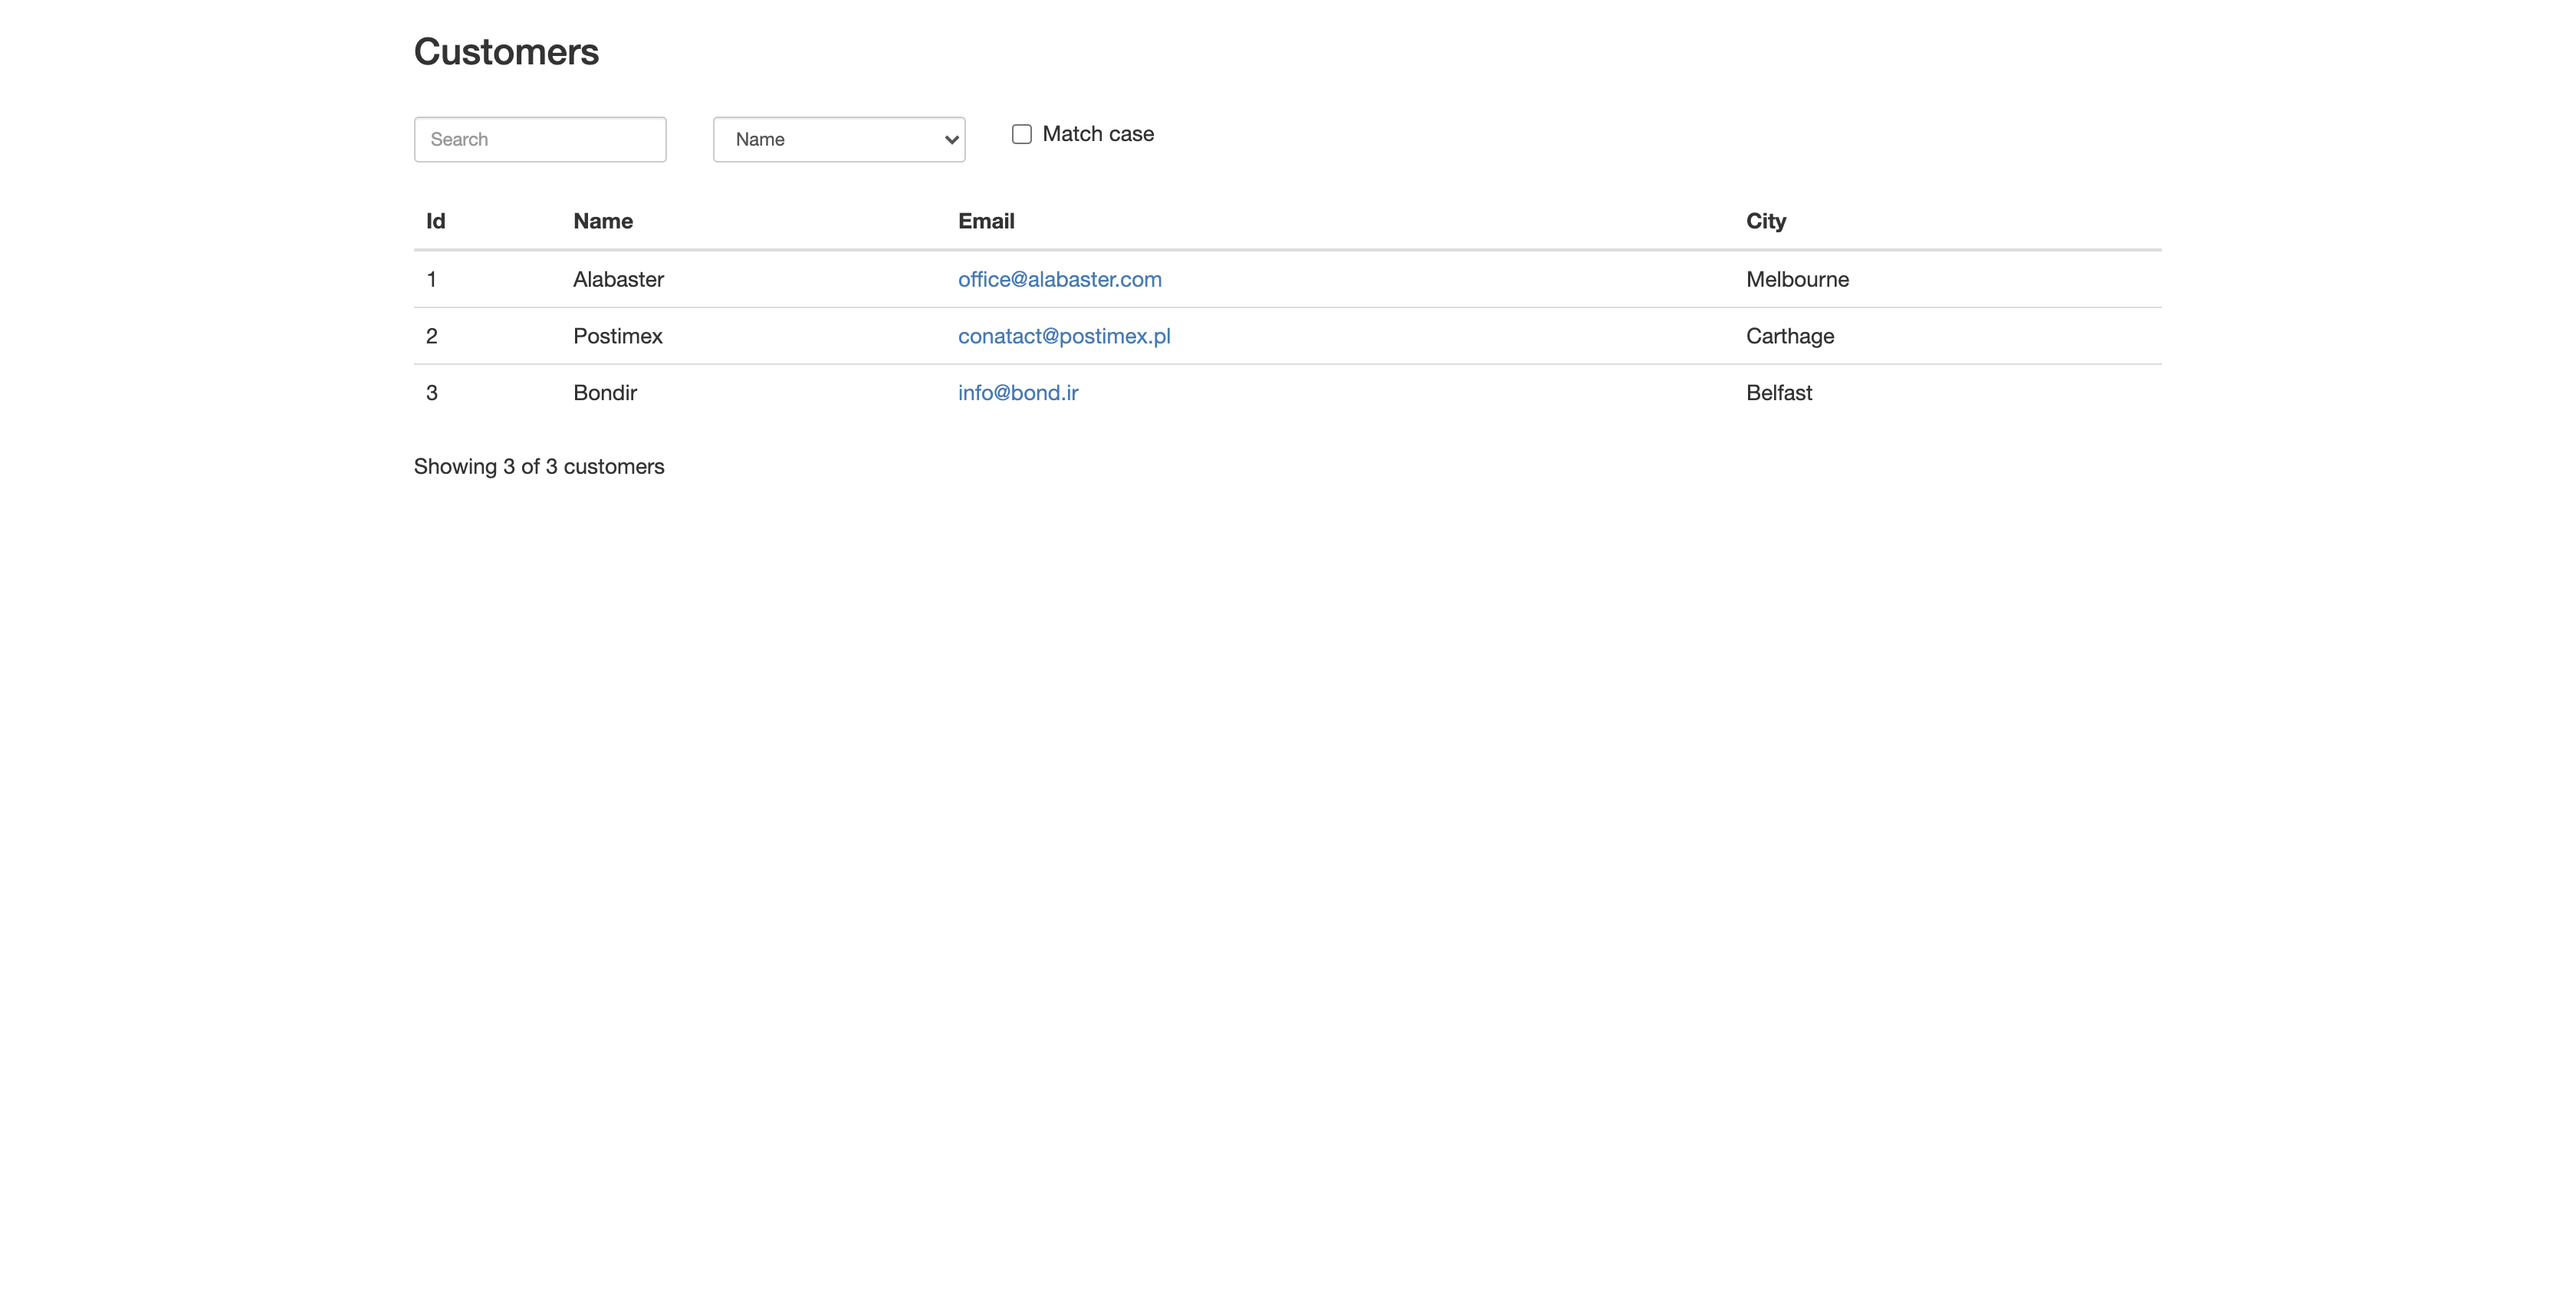 Customers
Search Name Match case
Id Name Email City
1 Alabaster office@alabaster.com Melbourne
2 Postimex conatact@postimex.pl Carthage
3 Bondir info@bond.ir Belfast
Showing 3 of 3 customers